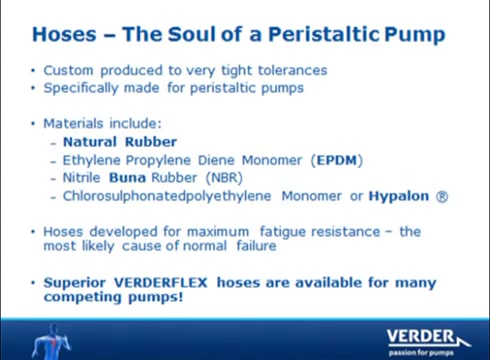 Hoses – The Soul of a Peristaltic Pump
• Custom produced to very tight tolerances
• Specifically made for peristaltic pumps
• Materials include:
– Natural Rubber
– Ethylene Propylene Diene Monomer (EPDM)
– Nitrile Buna Rubber (NBR)
– Chlorosulphonatedpolyethylene Monomer or Hypalon ®
• Hoses developed for maximum fatigue resistance – the
most likely cause of normal failure
• Superior VERDERFLEX hoses are available for many
competing pumps!
VERDER
passion for pumps